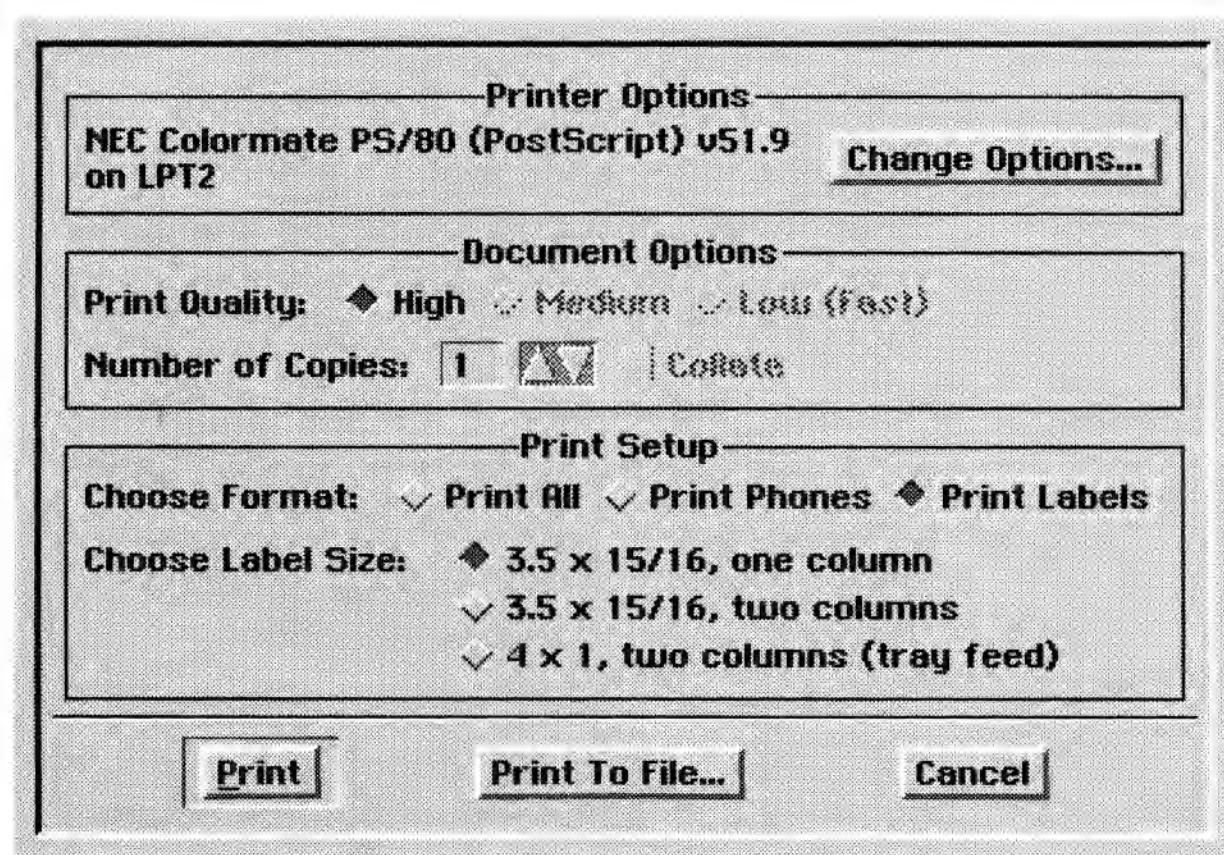 Printer Options
NEC Colormate PS/80 (PostScript) v51.9
on LPT2
Change Options...
Document Options
Print Quality: High Medium Low (Fast)
Number of Copies: 1 Collate
Print Setup
Choose Format: Print All Print Phones Print Labels
Choose Label Size: 3.5 x 15/16, one column
3.5 x 15/16, two columns
4 x 1, two columns (tray feed)
Print Print To File... Cancel